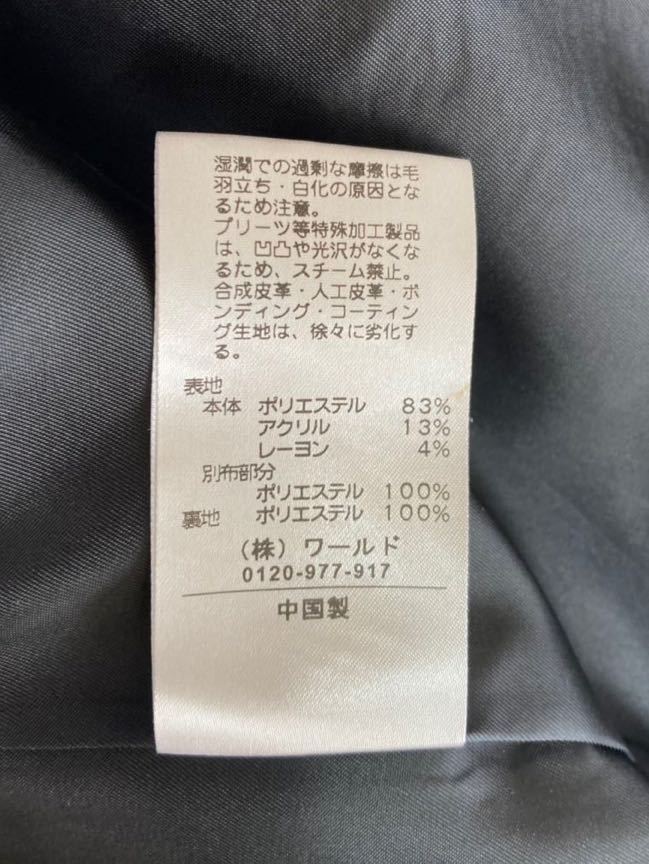 湿潤での過剰な摩擦は毛
羽立ち・白化の原因とな
るため注意。
プリーツ等特殊加工製品
は、凹凸や光沢がなくな
るため、スチーム禁止。
合成皮革・人工皮革・ボ
ンディング・コーティン
グ生地は、徐々に劣化す
る。
表地
本体 ポリエステル 83%
アクリル 13%
レーヨン 4%
別布部分
ポリエステル 100%
裏地 ポリエステル 100%
(株) ワールド
0120-977-917
中国製